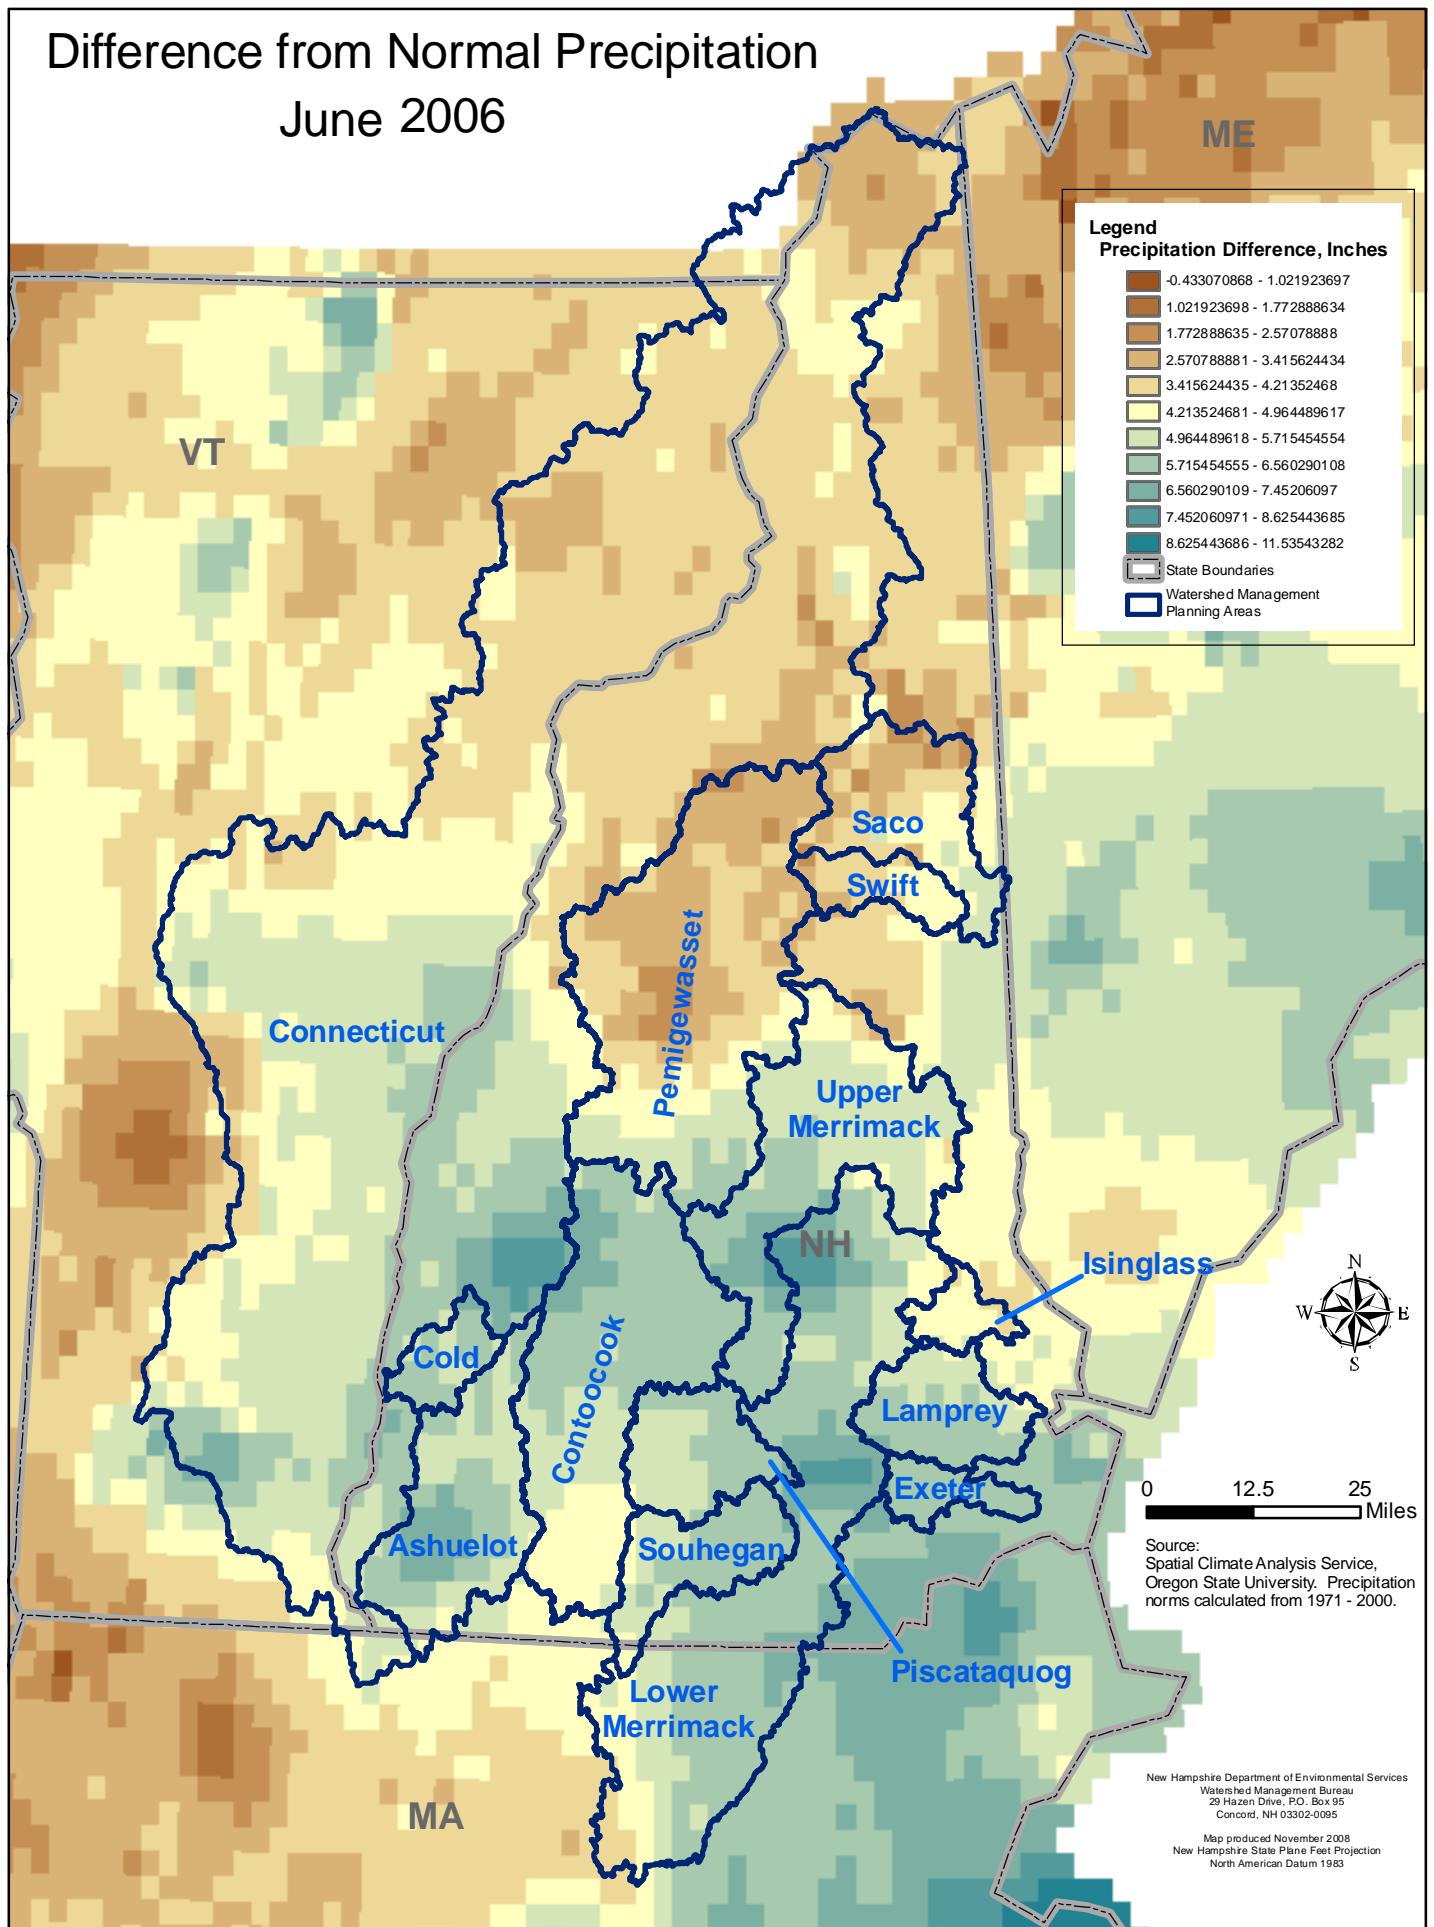 Difference from Normal Precipitation
June 2006
ME
Legend
Precipitation Difference, Inches
-0.433070868 - 1.021923697
1.021923698 - 1.772888634
1.772888635 - 2.57078888
2.570788881 - 3.415624434
3.415624435 - 4.21352468
4.213524681 - 4.964489617
4.964489618 - 5.715454554
5.715454555 - 6.560290108
6.560290109 - 7.45206097
7.452060971 - 8.625443685
8.625443686 - 11.53543282
State Boundaries
Watershed Management
Planning Areas
VT
Saco
Swift
Pemigewasset
Connecticut
Upper
Merrimack
NH
Isinglass
N
W
E
S
Cold
Contoocook
Lamprey
Exeter
Ashuelot
Souhegan
Piscataquog
Lower
Merrimack
MA
0 12.5 25
Miles
Source:
Spatial Climate Analysis Service,
Oregon State University. Precipitation
norms calculated from 1971 - 2000.
New Hampshire Department of Environmental Services
Watershed Management Bureau
29 Hazen Drive, P.O. Box 95
Concord, NH 03302-0095
Map produced November 2008
New Hampshire State Plane Feet Projection
North American Datum 1983